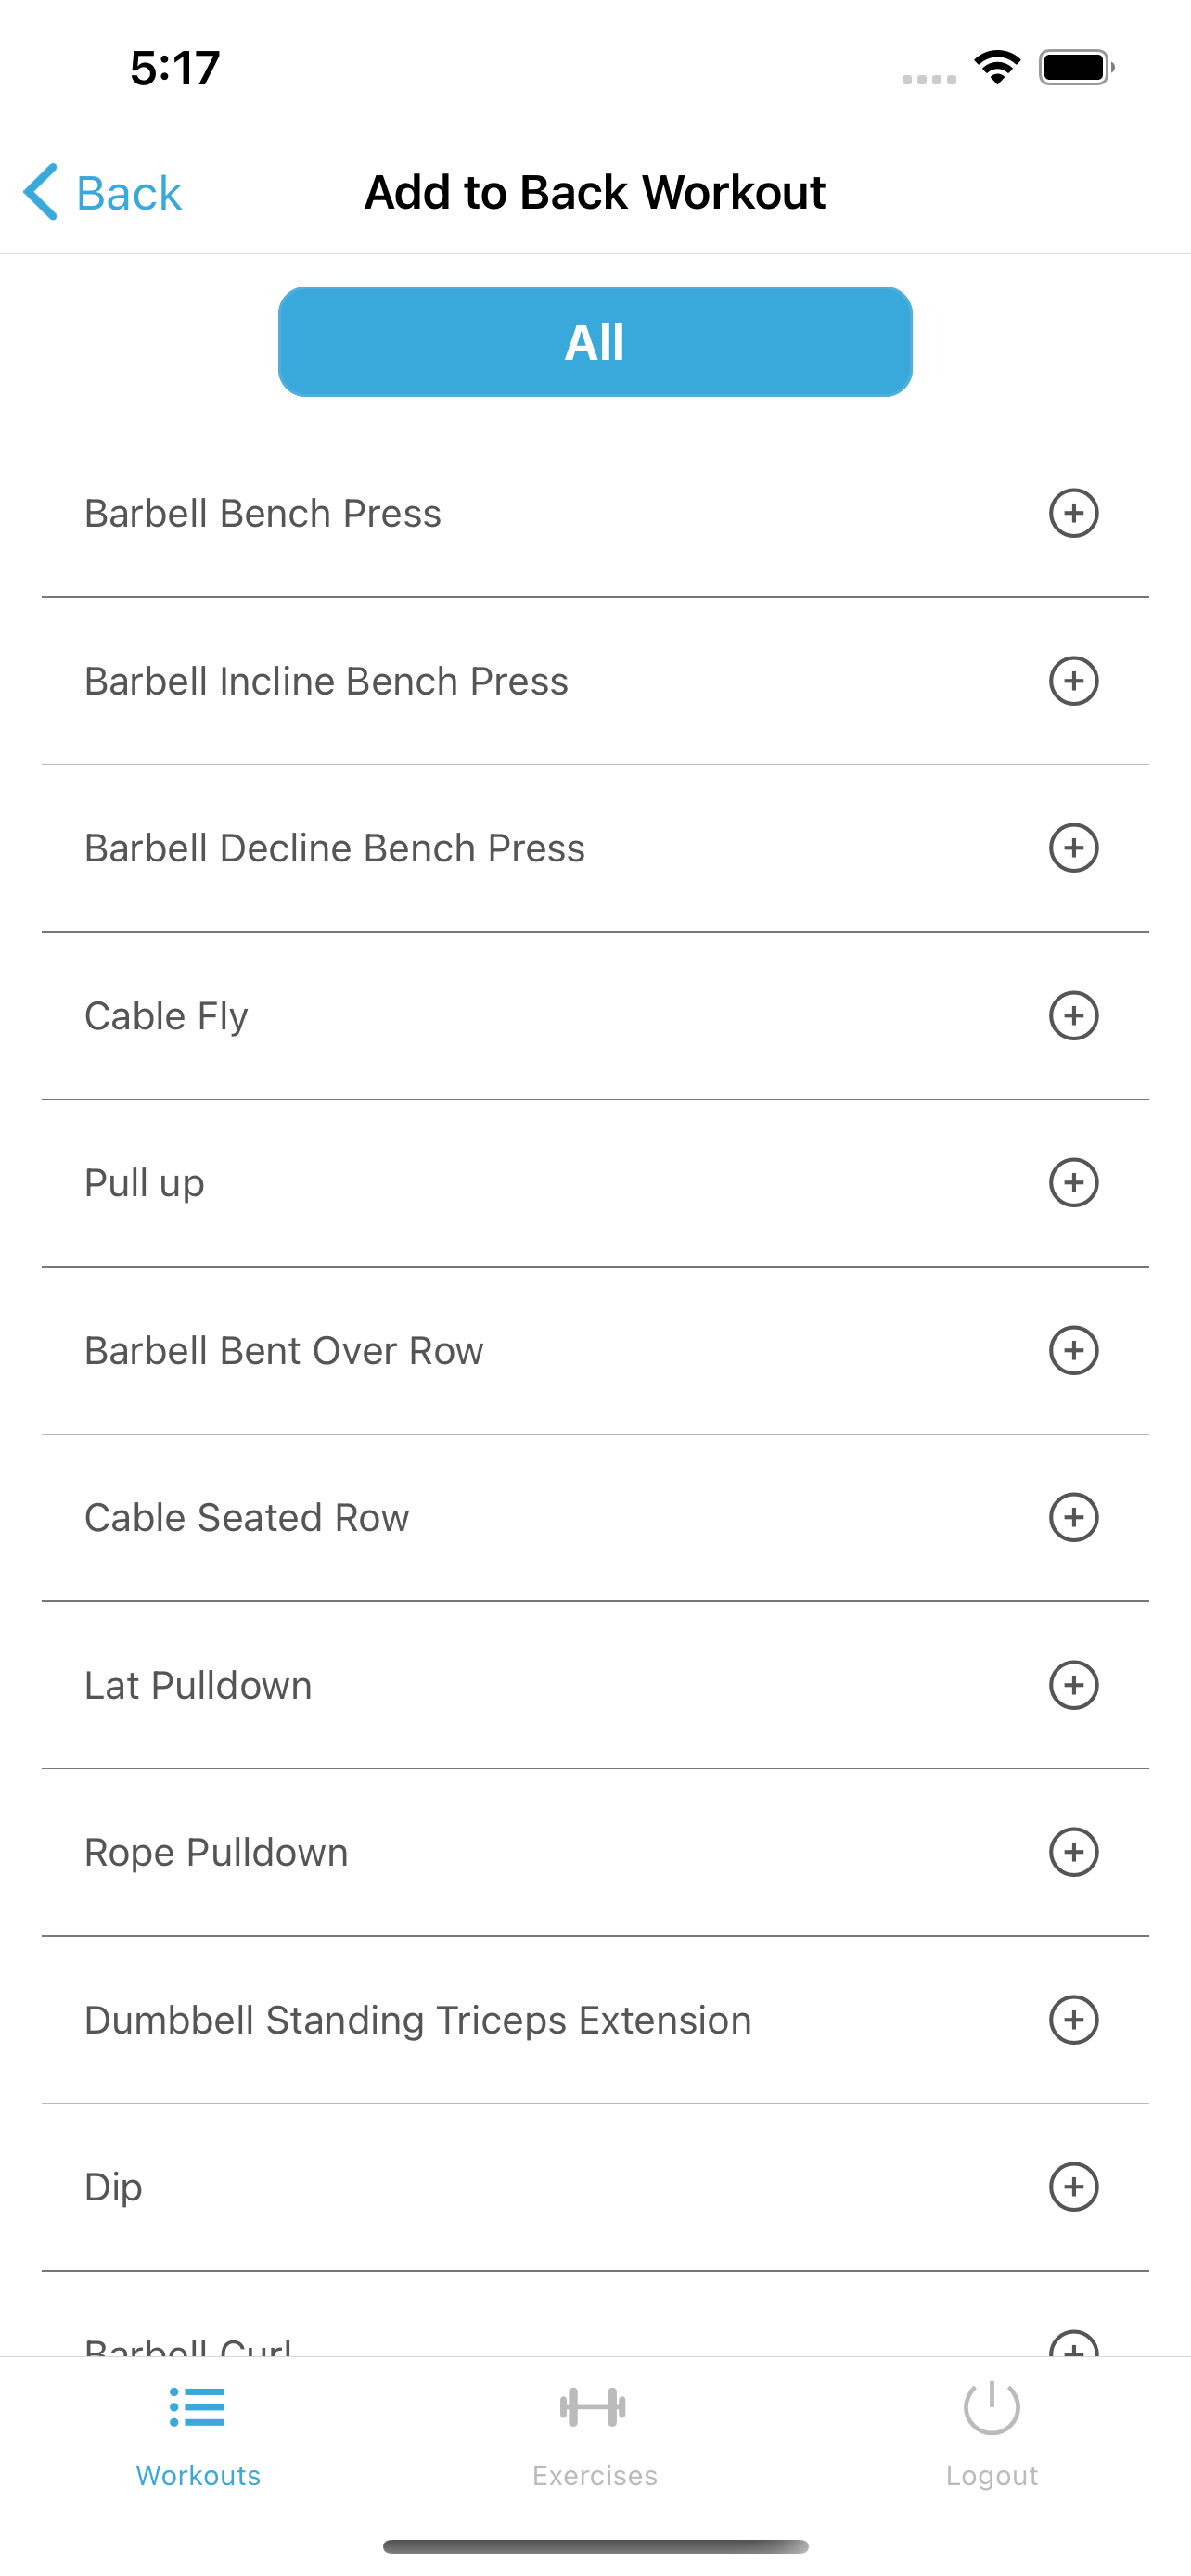 5:17
Back
Add to Back Workout
All
Barbell Bench Press
Barbell Incline Bench Press
Barbell Decline Bench Press
Cable Fly
Pull up
Barbell Bent Over Row
Cable Seated Row
Lat Pulldown
Rope Pulldown
Dumbbell Standing Triceps Extension
Dip
Barbell Curl
Workouts
Exercises
Logout